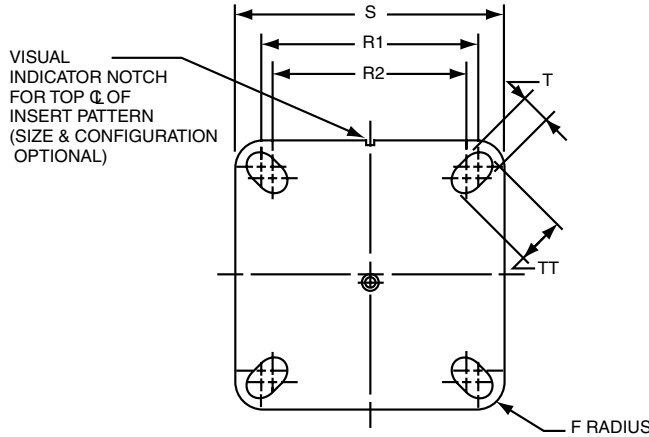 S
R1
R2
T
VISUAL
INDICATOR NOTCH
FOR TOP ℄ OF
INSERT PATTERN
(SIZE & CONFIGURATION
OPTIONAL)
TT
F RADIUS